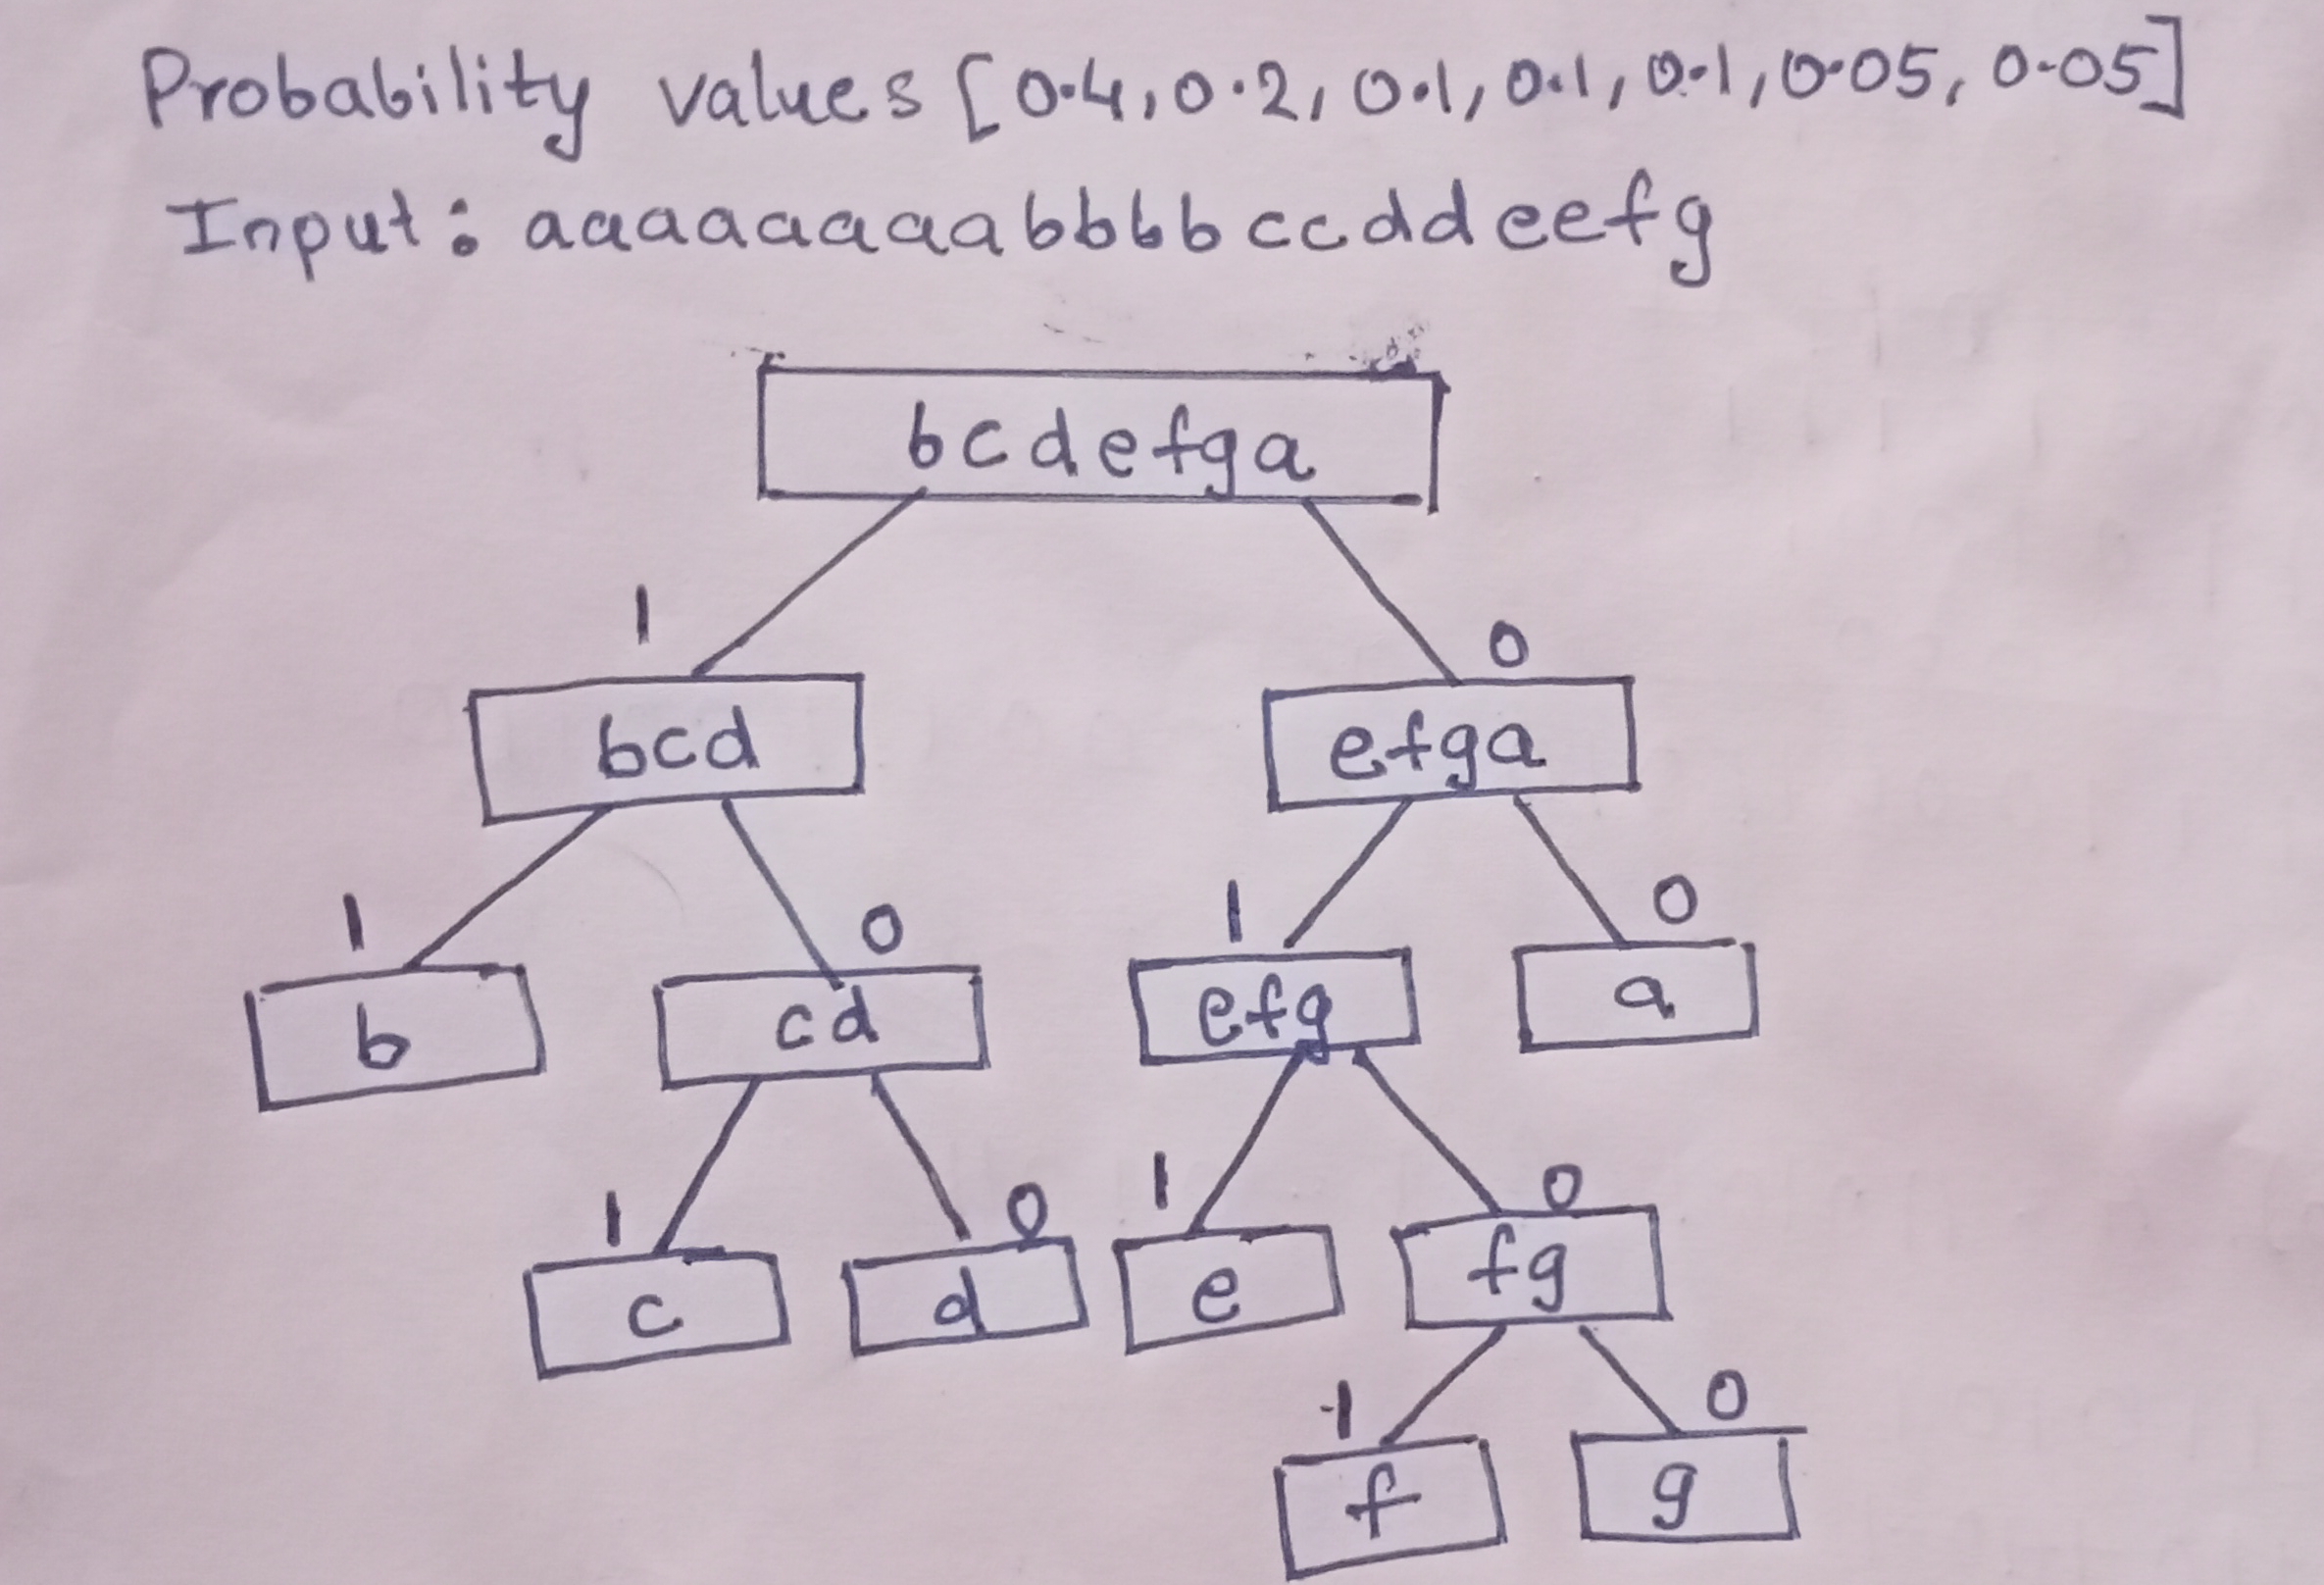 Probability values [0.4, 0.2, 0.1, 0.1, 0.1, 0.05, 0.05]
Input: aaaaaaaabbbbccddeefg
bcdefga
1 0
bcd efga
1 0 1 0
b cd efg a
1 0 1 0
c d e fg
1 0
f g